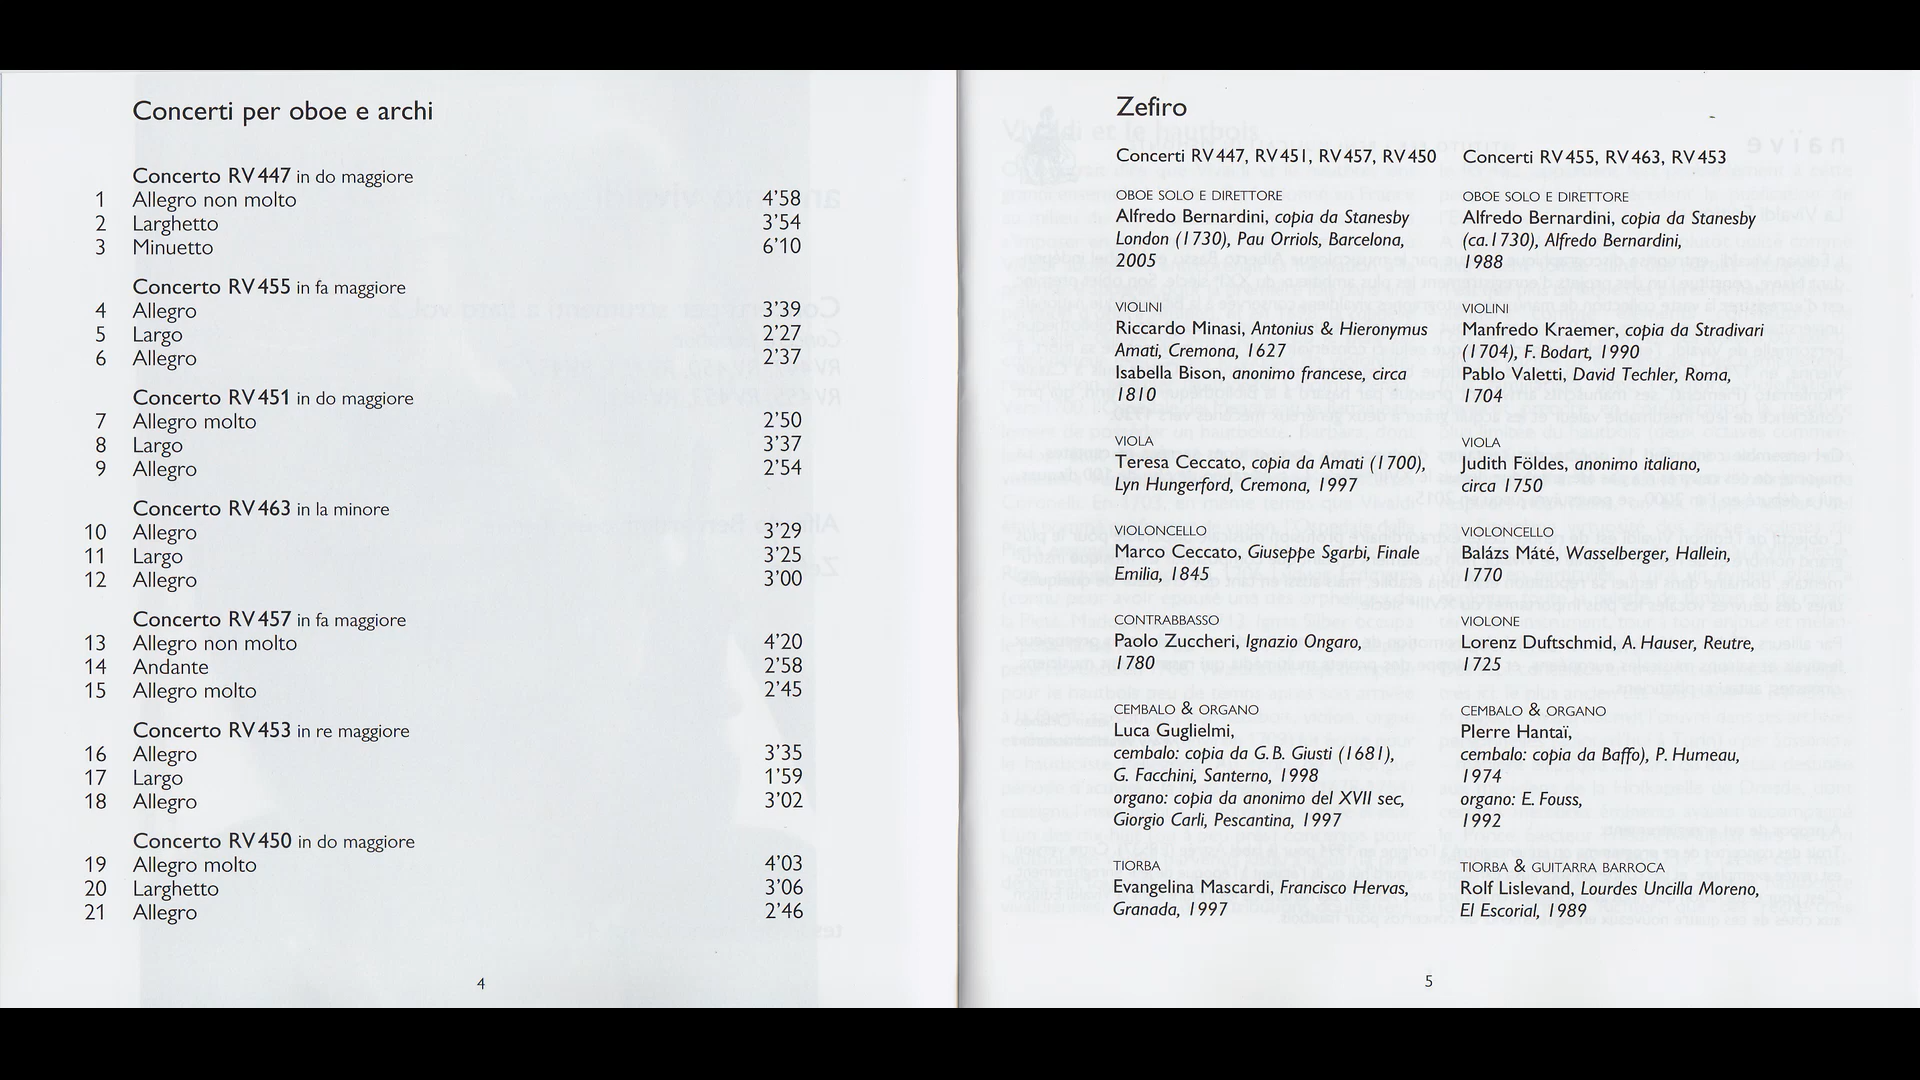 Concerti per oboe e archi
Concerto RV 447 in do maggiore
1 Allegro non molto 4'58
2 Larghetto 3'54
3 Minuetto 6'10
Concerto RV 455 in fa maggiore
4 Allegro 3'39
5 Largo 2'27
6 Allegro 2'37
Concerto RV 451 in do maggiore
7 Allegro molto 2'50
8 Largo 3'37
9 Allegro 2'54
Concerto RV 463 in la minore
10 Allegro 3'29
11 Largo 3'25
12 Allegro 3'00
Concerto RV 457 in fa maggiore
13 Allegro non molto 4'20
14 Andante 2'58
15 Allegro molto 2'45
Concerto RV 453 in re maggiore
16 Allegro 3'35
17 Largo 1'59
18 Allegro 3'02
Concerto RV 450 in do maggiore
19 Allegro molto 4'03
20 Larghetto 3'06
21 Allegro 2'46
4
Zefiro
Concerti RV 447, RV 451, RV 457, RV 450
OBOE SOLO E DIRETTORE
Alfredo Bernardini, copia da Stanesby
London (1730), Pau Orriols, Barcelona,
2005
VIOLINI
Riccardo Minasi, Antonius & Hieronymus
Amati, Cremona, 1627
Isabella Bison, anonimo francese, circa
1810
VIOLA
Teresa Ceccato, copia da Amati (1700),
Lyn Hungerford, Cremona, 1997
VIOLONCELLO
Marco Ceccato, Giuseppe Sgarbi, Finale
Emilia, 1845
CONTRABBASSO
Paolo Zuccheri, Ignazio Ongaro,
1780
CEMBALO & ORGANO
Luca Guglielmi,
cembalo: copia da G.B. Giusti (1681),
G. Facchini, Santerno, 1998
organo: copia da anonimo del XVII sec,
Giorgio Carli, Pescantina, 1997
TIORBA
Evangelina Mascardi, Francisco Hervas,
Granada, 1997
Concerti RV 455, RV 463, RV 453
OBOE SOLO E DIRETTORE
Alfredo Bernardini, copia da Stanesby
(ca.1730), Alfredo Bernardini,
1988
VIOLINI
Manfredo Kraemer, copia da Stradivari
(1704), F. Bodart, 1990
Pablo Valetti, David Techler, Roma,
1704
VIOLA
Judith Földes, anonimo italiano,
circa 1750
VIOLONCELLO
Balázs Máté, Wasselberger, Hallein,
1770
VIOLONE
Lorenz Duftschmid, A. Hauser, Reutre,
1725
CEMBALO & ORGANO
PIerre Hantaï,
cembalo: copia da Baffo), P. Humeau,
1974
organo: E. Fouss,
1992
TIORBA & GUITARRA BARROCA
Rolf Lislevand, Lourdes Uncilla Moreno,
El Escorial, 1989
5